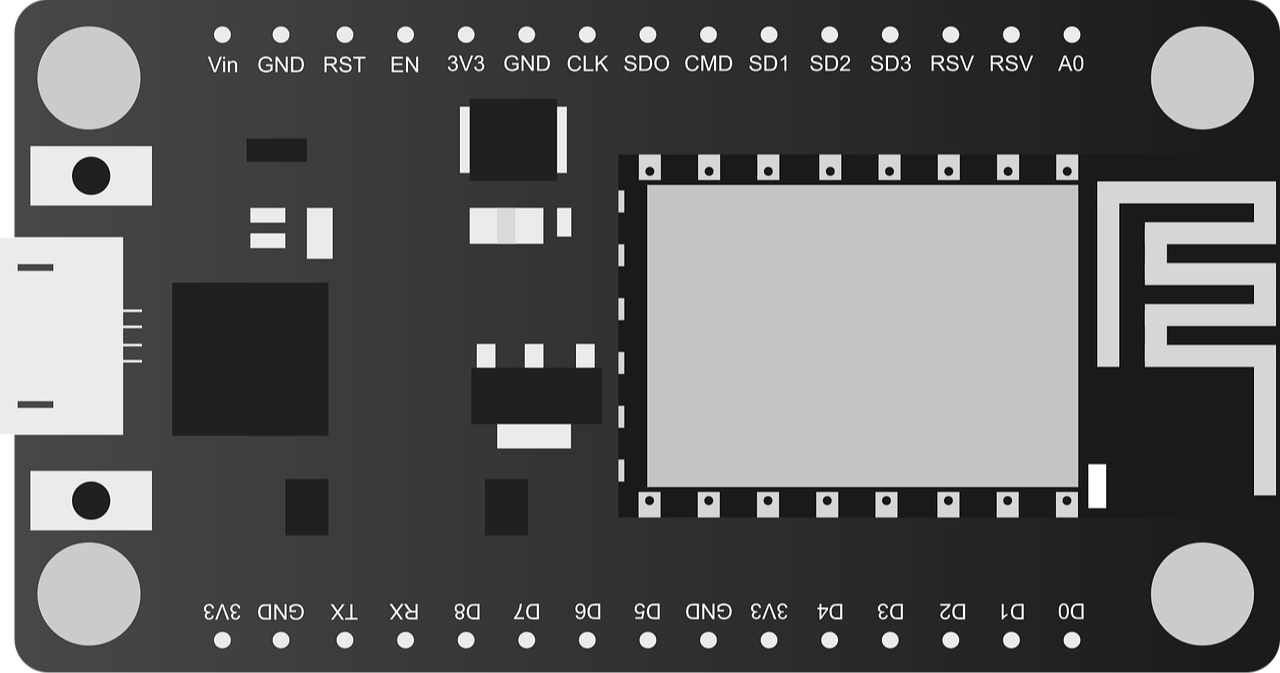 Vin GND RST EN 3V3 GND CLK SDO CMD SD1 SD2 SD3 RSV RSV A0
D0 D1 D2 D3 D4 3V3 GND D5 D6 D7 D8 RX TX GND 3V3